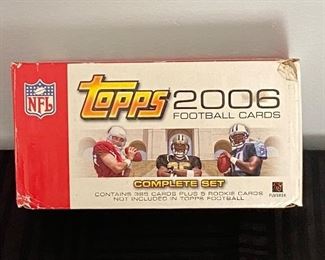 NFL
Topps 2006
FOOTBALL CARDS
COMPLETE SET
CONTAINS 385 CARDS PLUS 5 ROOKIE CARDS
NOT INCLUDED IN TOPPS FOOTBALL
PLAYERS